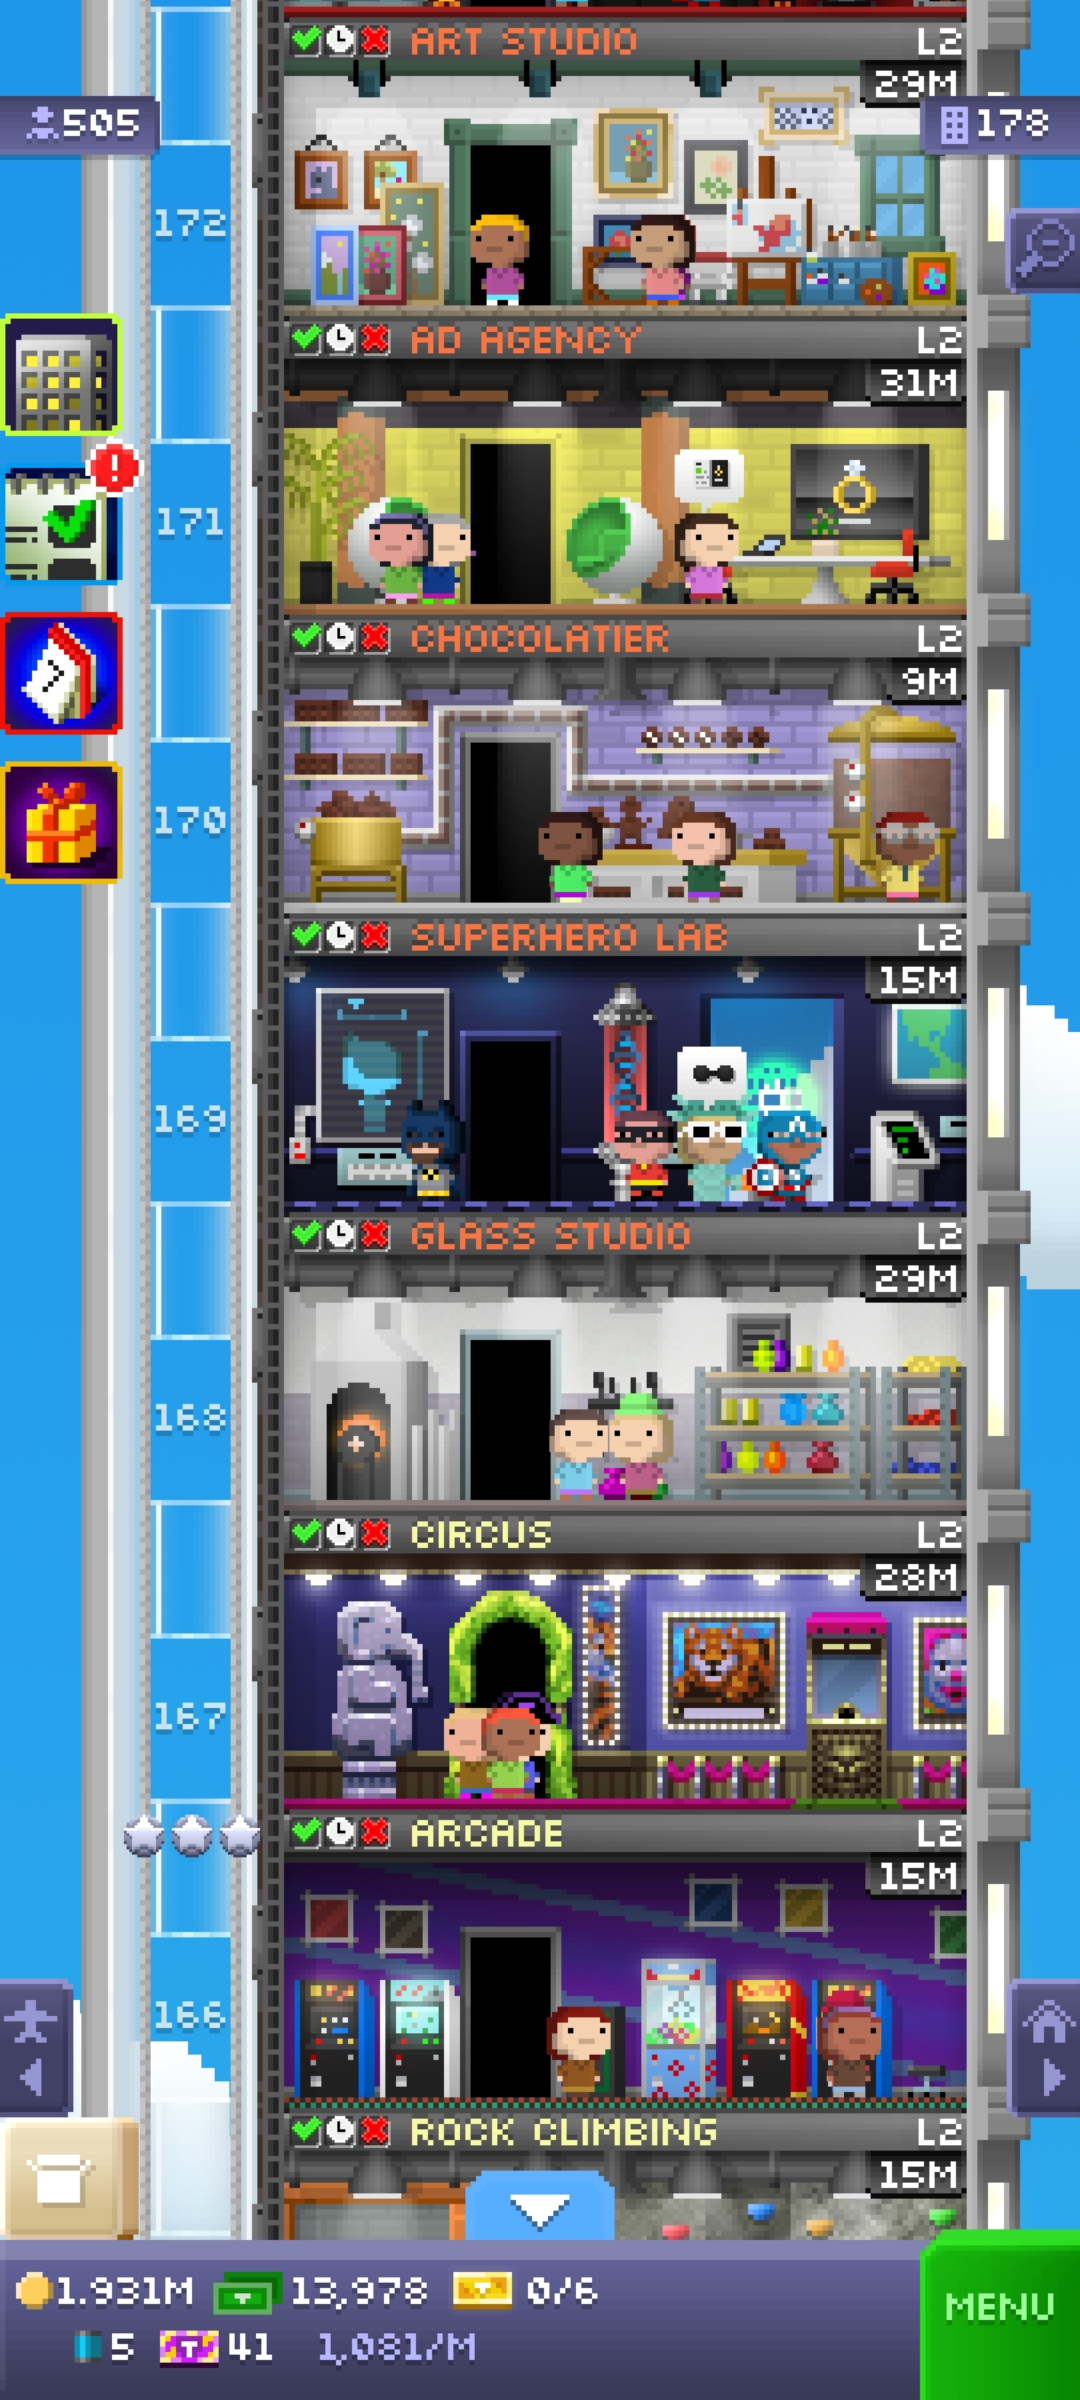 ART STUDIO L2
29M
505
178
172
AD AGENCY L2
31M
171
CHOCOLATIER L2
9M
7
170
SUPERHERO LAB L2
15M
169
GLASS STUDIO L2
29M
168
CIRCUS L2
28M
167
ARCADE L2
15M
166
ROCK CLIMBING L2
15M
1.931M 13,978 0/6
5 T 41 1,081/M
MENU